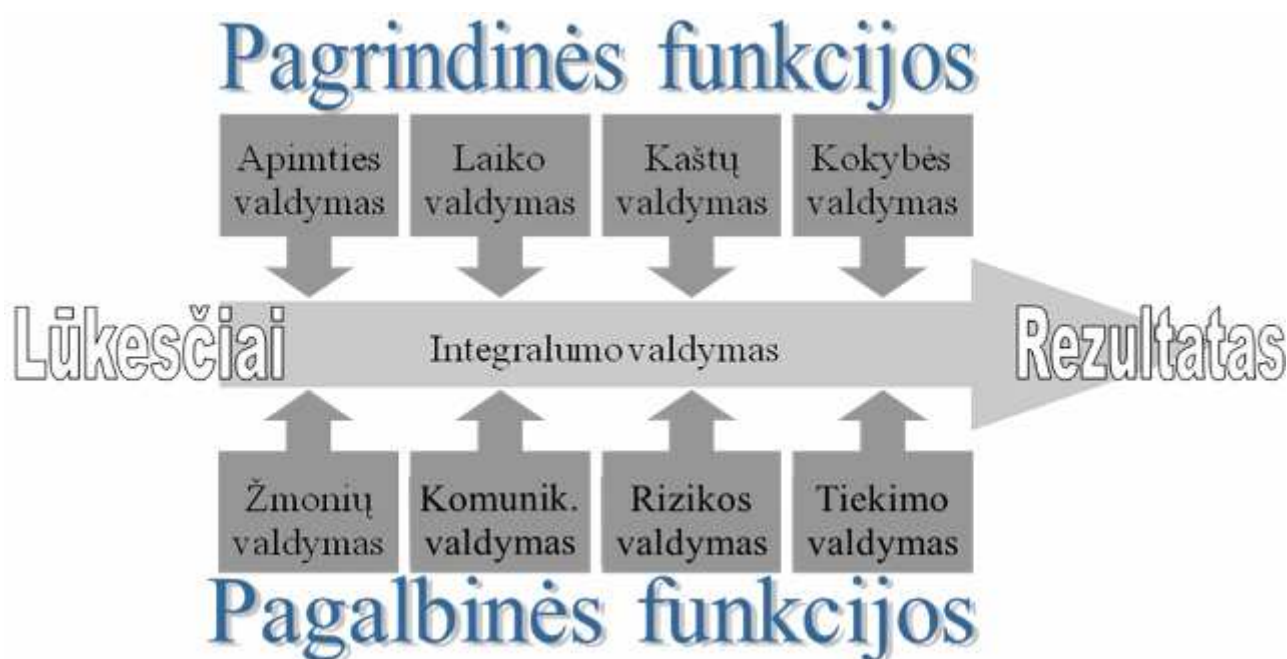 Pagrindinės funkcijos
Apimties
valdymas
Laiko
valdymas
Kaštų
valdymas
Kokybės
valdymas
Lūkesčiai
Integralumo valdymas
Rezultatas
Žmonių
valdymas
Komunik.
valdymas
Rizikos
valdymas
Tiekimo
valdymas
Pagalbinės funkcijos